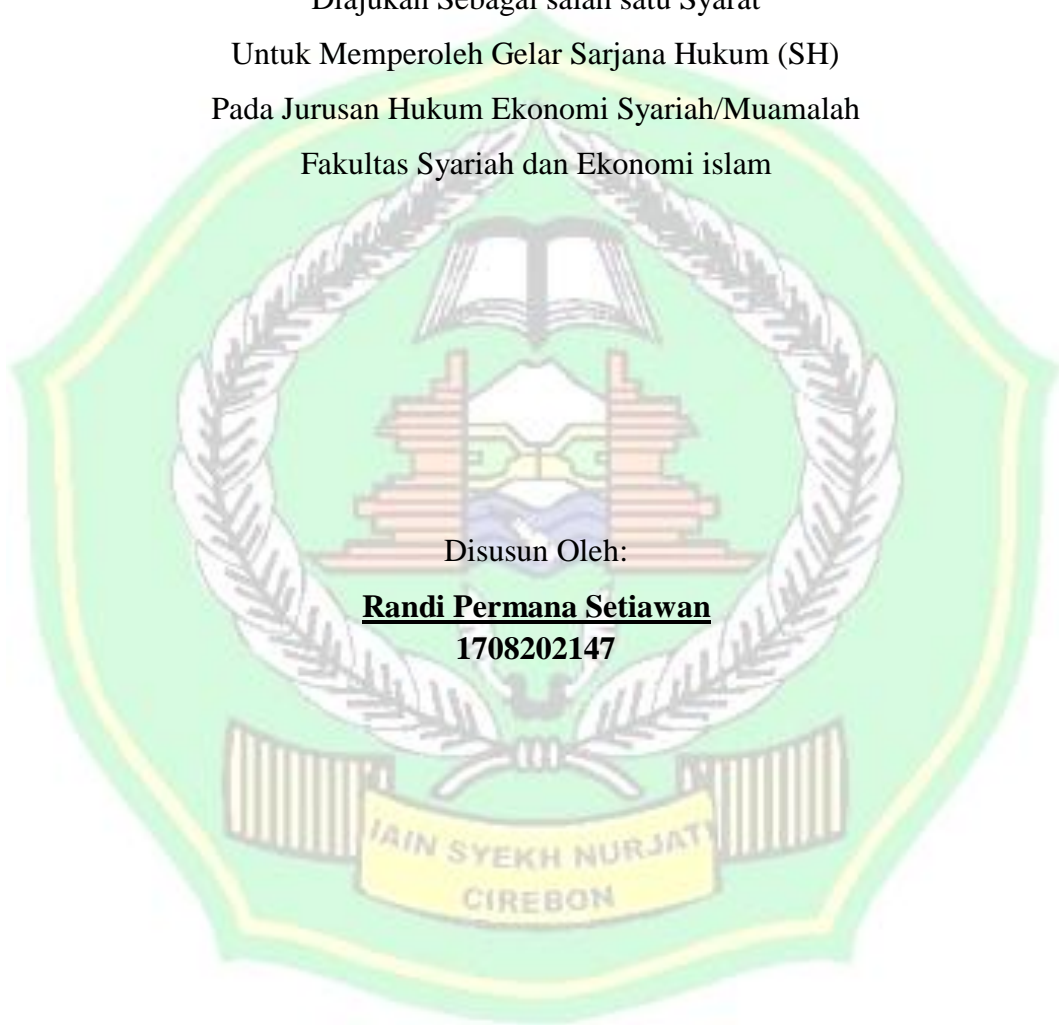 Diajukan Sebagai salah satu Syarat
Untuk Memperoleh Gelar Sarjana Hukum (SH)
Pada Jurusan Hukum Ekonomi Syariah/Muamalah
Fakultas Syariah dan Ekonomi islam
Disusun Oleh:
Randi Permana Setiawan
1708202147
IAIN SYEKH NURJATI
CIREBON